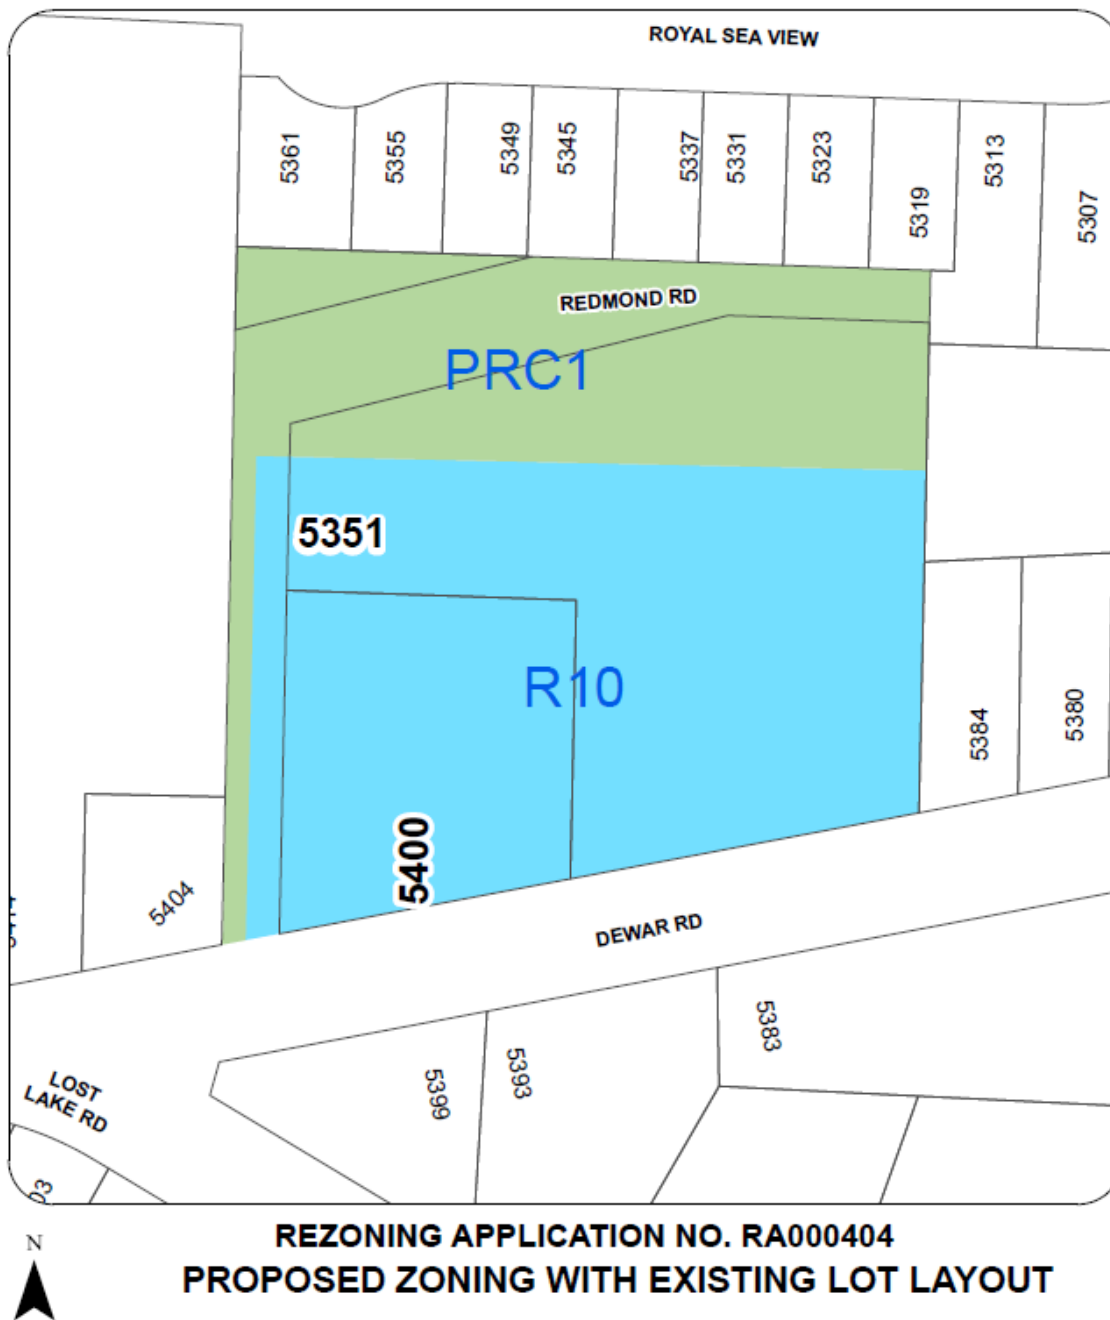 ROYAL SEA VIEW
5361
5355
5349
5345
5337
5331
5323
5319
5313
5307
REDMOND RD
PRC1
5351
R10
5384
5380
5400
5404
DEWAR RD
5383
5393
5399
LOST
LAKE RD
N
REZONING APPLICATION NO. RA000404
PROPOSED ZONING WITH EXISTING LOT LAYOUT